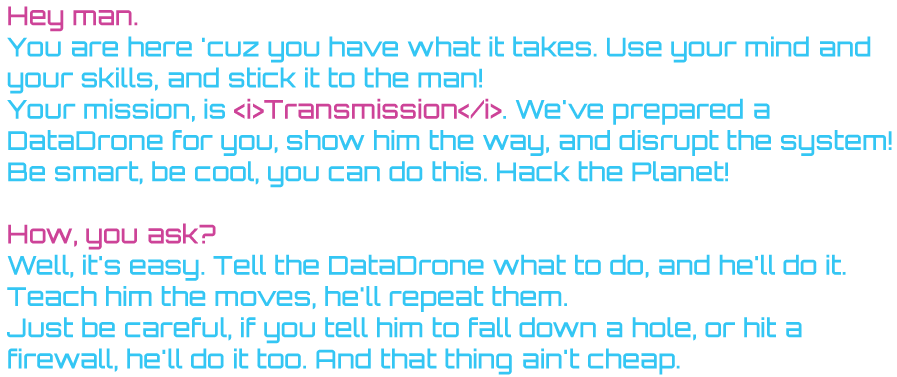 Hey man.
You are here 'cuz you have what it takes. Use your mind and
your skills, and stick it to the man!
Your mission, is <i>Transmission</i>. We've prepared a
DataDrone for you, show him the way, and disrupt the system!
Be smart, be cool, you can do this. Hack the Planet!
How, you ask?
Well, it's easy. Tell the DataDrone what to do, and he'll do it.
Teach him the moves, he'll repeat them.
Just be careful, if you tell him to fall down a hole, or hit a
firewall, he'll do it too. And that thing ain't cheap.